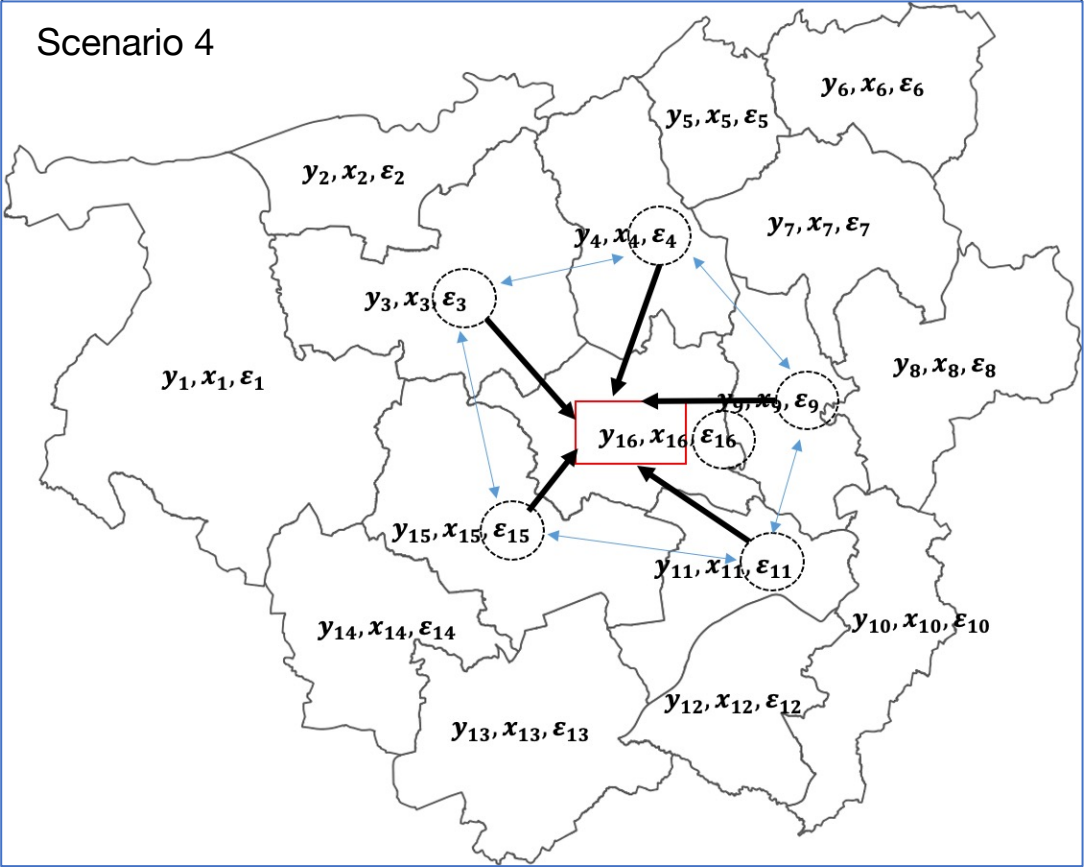 Scenario 4
y₆, x₆, ε₆
y₅, x₅, ε₅
y₂, x₂, ε₂
y₇, x₇, ε₇
y₄, x₄, ε₄
y₃, x₃, ε₃
y₈, x₈, ε₈
y₁, x₁, ε₁
y₉, x₉, ε₉
y₁₆, x₁₆, ε₁₆
y₁₅, x₁₅, ε₁₅
y₁₁, x₁₁, ε₁₁
y₁₀, x₁₀, ε₁₀
y₁₄, x₁₄, ε₁₄
y₁₂, x₁₂, ε₁₂
y₁₃, x₁₃, ε₁₃